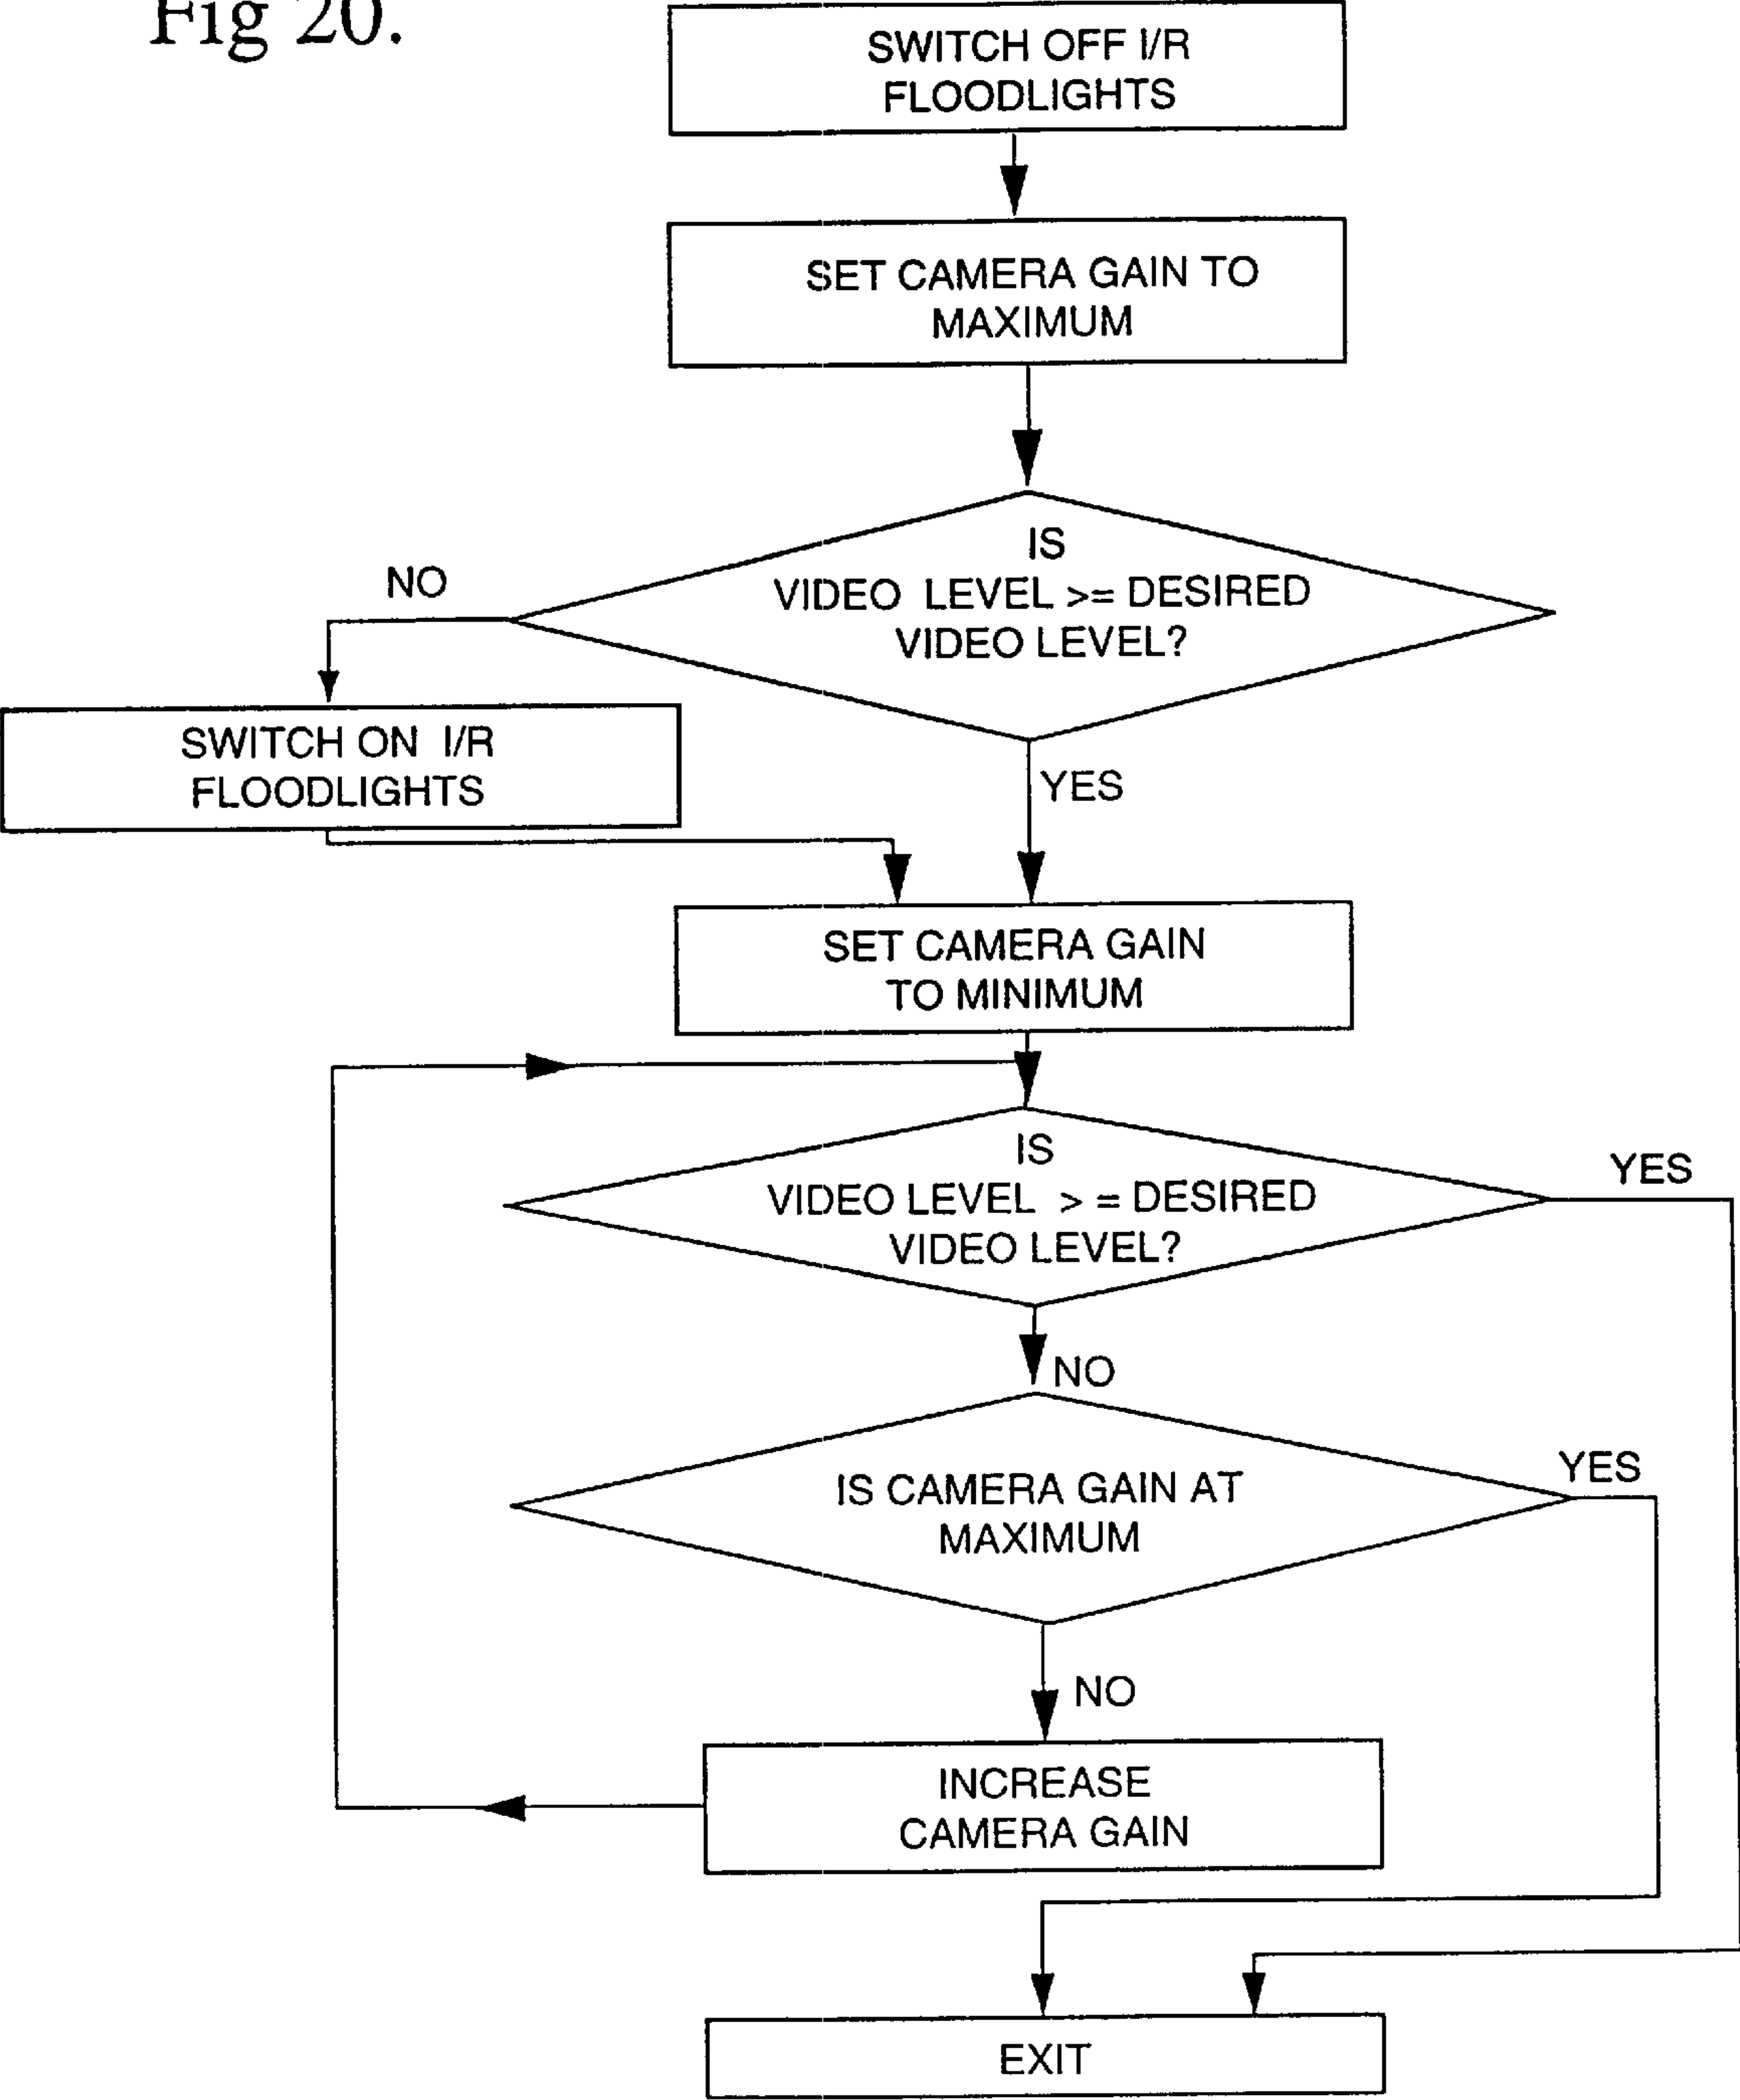 Fig 20.
SWITCH OFF I/R
FLOODLIGHTS
SET CAMERA GAIN TO
MAXIMUM
IS
VIDEO LEVEL >= DESIRED
VIDEO LEVEL?
NO
SWITCH ON I/R
FLOODLIGHTS
YES
SET CAMERA GAIN
TO MINIMUM
IS
VIDEO LEVEL > = DESIRED
VIDEO LEVEL?
YES
NO
IS CAMERA GAIN AT
MAXIMUM
YES
NO
INCREASE
CAMERA GAIN
EXIT